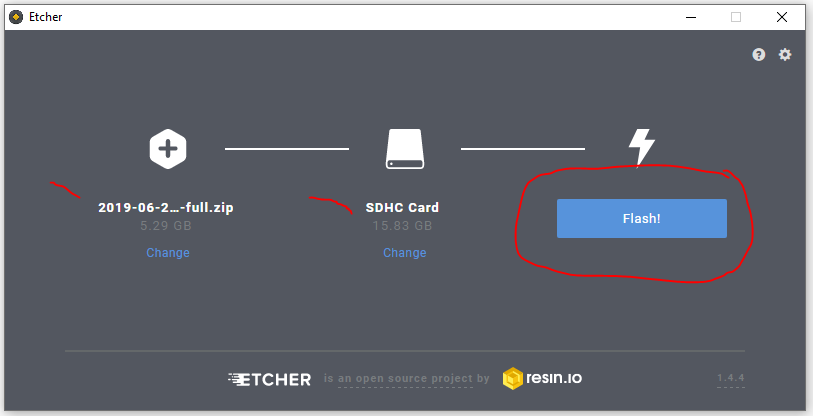 Etcher
2019-06-2...-full.zip
5.29 GB
Change
SDHC Card
15.83 GB
Change
Flash!
ETCHER is an open source project by resin.io 1.4.4